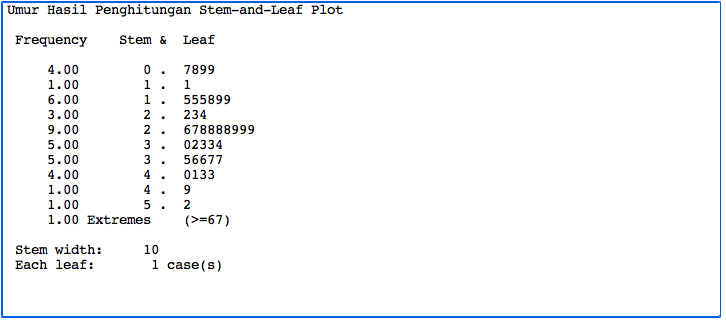 Umur Hasil Penghitungan Stem-and-Leaf Plot
Frequency    Stem &  Leaf
4.00        0 .  7899
1.00        1 .  1
6.00        1 .  555899
3.00        2 .  234
9.00        2 .  678888999
5.00        3 .  02334
5.00        3 .  56677
4.00        4 .  0133
1.00        4 .  9
1.00        5 .  2
1.00 Extremes    (>=67)
Stem width:     10
Each leaf:       1 case(s)